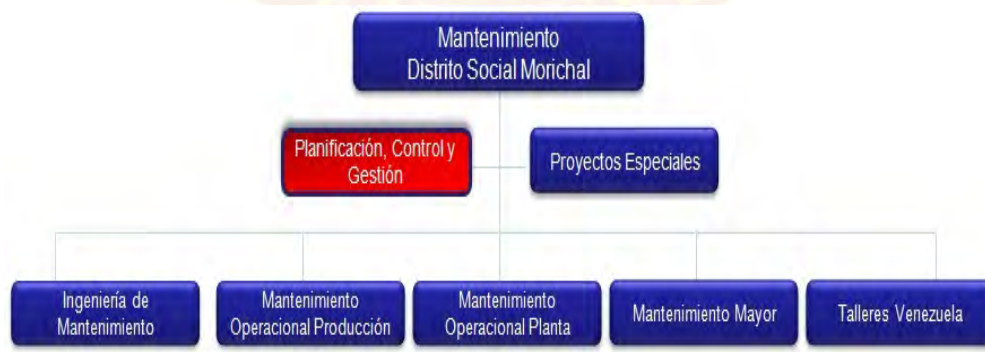 Mantenimiento
Distrito Social Morichal
Planificación, Control y
Gestión
Proyectos Especiales
Ingeniería de
Mantenimiento
Mantenimiento
Operacional Producción
Mantenimiento
Operacional Planta
Mantenimiento Mayor
Talleres Venezuela